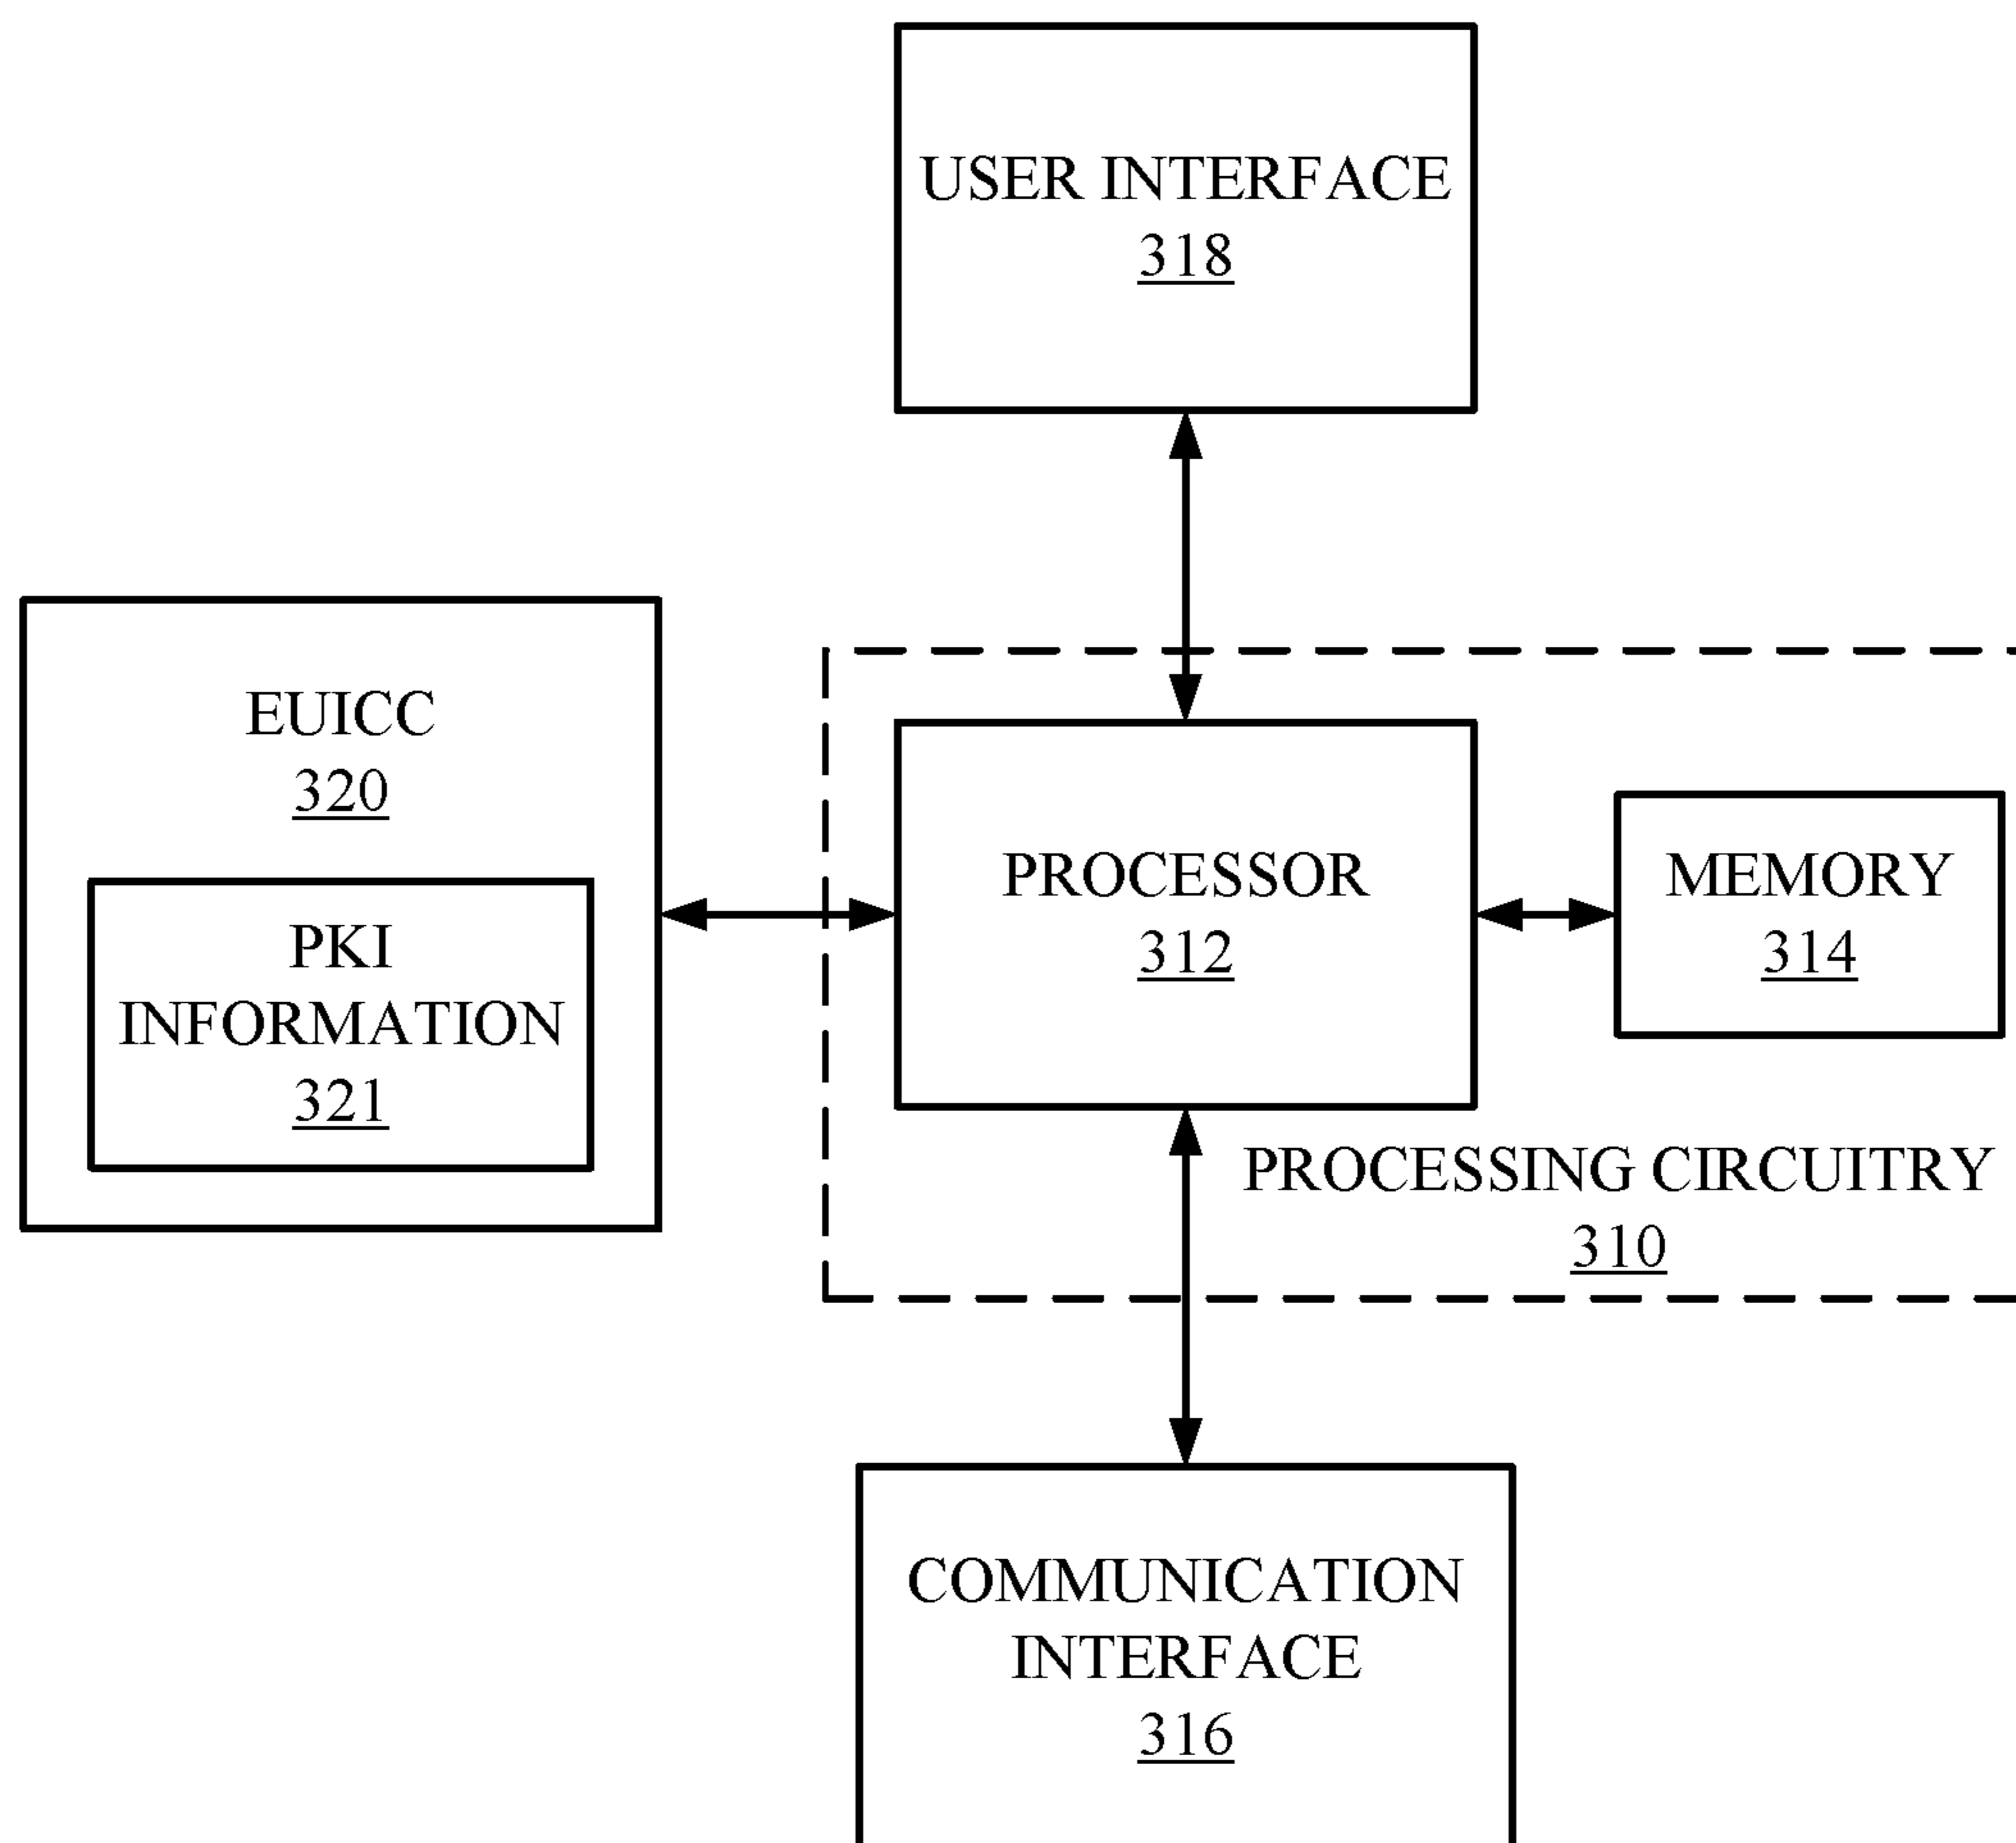 USER INTERFACE
318
EUICC
320
PKI
INFORMATION
321
PROCESSOR
312
MEMORY
314
PROCESSING CIRCUITRY
310
COMMUNICATION
INTERFACE
316